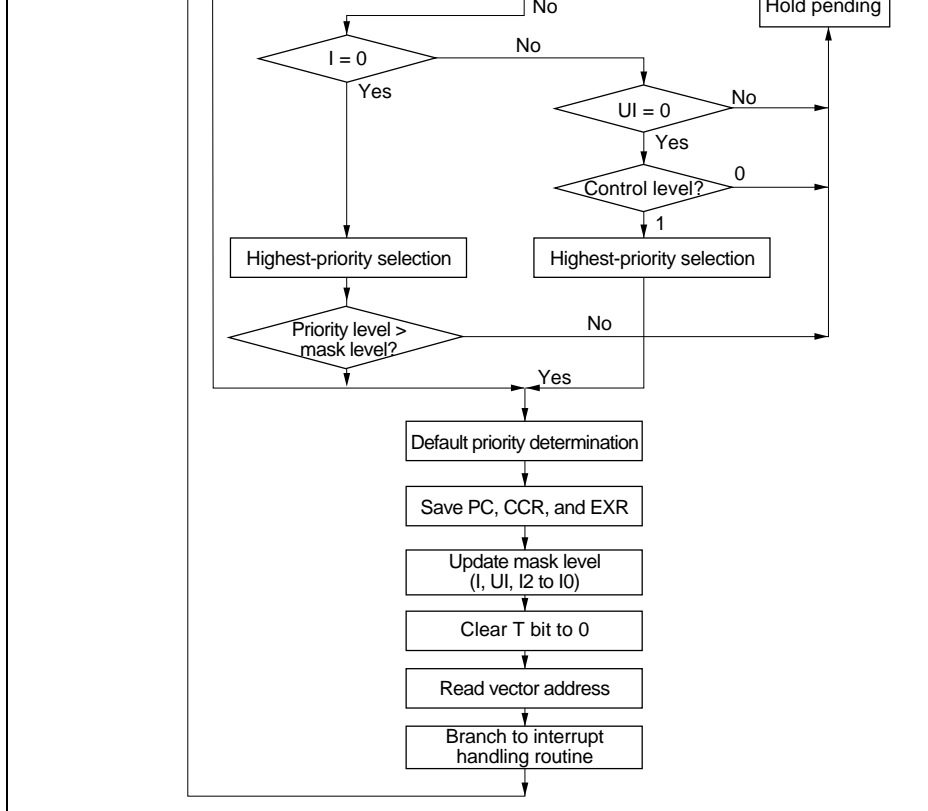 No
Hold pending
I = 0
No
Yes
UI = 0
No
Yes
Control level?
0
1
Highest-priority selection
Highest-priority selection
Priority level >
mask level?
No
Yes
Default priority determination
Save PC, CCR, and EXR
Update mask level
(I, UI, I2 to I0)
Clear T bit to 0
Read vector address
Branch to interrupt
handling routine